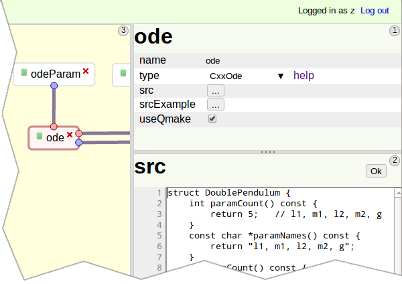 Logged in as z Log out
3
odeParam
ode
1
ode
name ode
type CxxOde help
src ...
srcExample ...
useQmake
2
src
Ok
1 struct DoublePendulum {
2 int paramCount() const {
3 return 5; // l1, m1, l2, m2, g
4 }
5 const char *paramNames() const {
6 return "l1, m1, l2, m2, g";
7 }
8 Count() const {